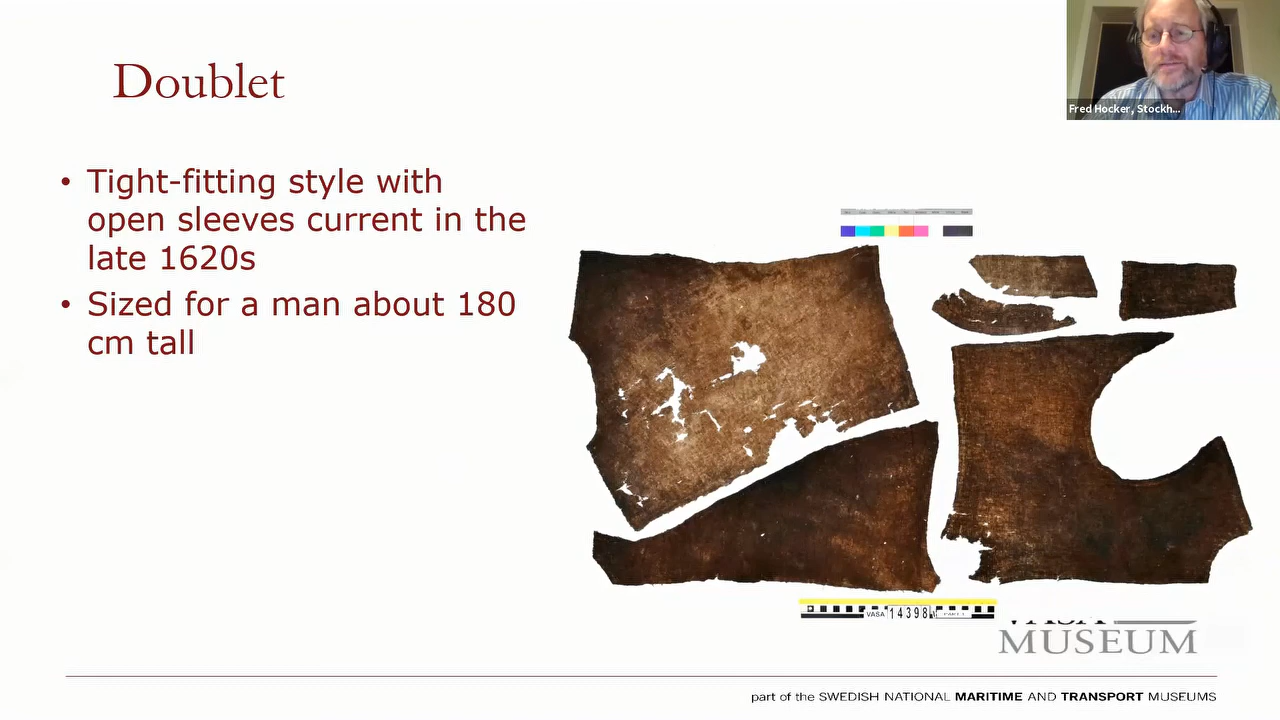 Doublet
Fred Hocker, Stockh...
• Tight-fitting style with
open sleeves current in the
late 1620s
• Sized for a man about 180
cm tall
VASA 14398
VASA
MUSEUM
part of the SWEDISH NATIONAL MARITIME AND TRANSPORT MUSEUMS